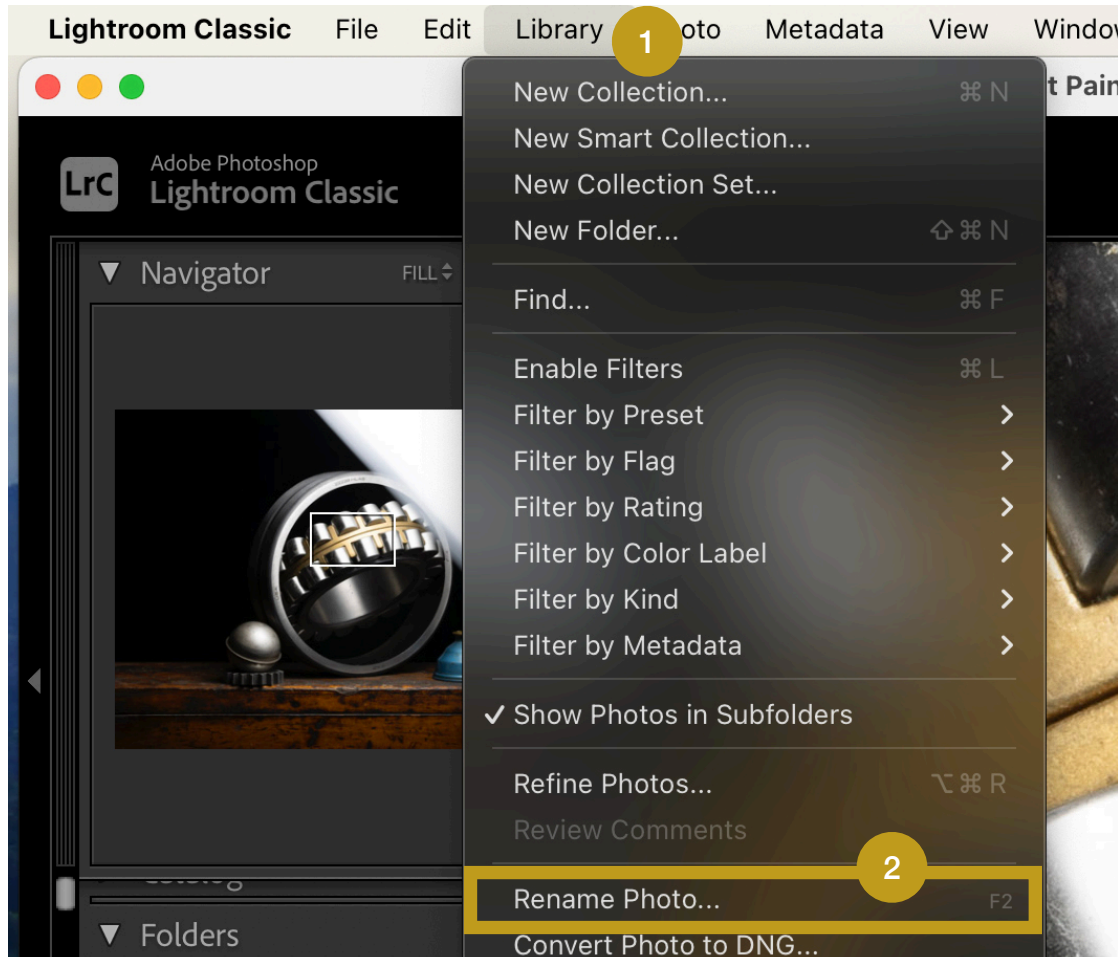 Lightroom Classic File Edit Library 1 oto Metadata View Window
t Pain
New Collection... ⌘ N
New Smart Collection...
New Collection Set...
New Folder... ⇧ ⌘ N
LrC Adobe Photoshop
Lightroom Classic
Navigator FILL
Find... ⌘ F
Enable Filters ⌘ L
Filter by Preset
Filter by Flag
Filter by Rating
Filter by Color Label
Filter by Kind
Filter by Metadata
Show Photos in Subfolders
Refine Photos... ⌥ ⌘ R
Review Comments
2
Rename Photo... F2
Convert Photo to DNG...
Folders